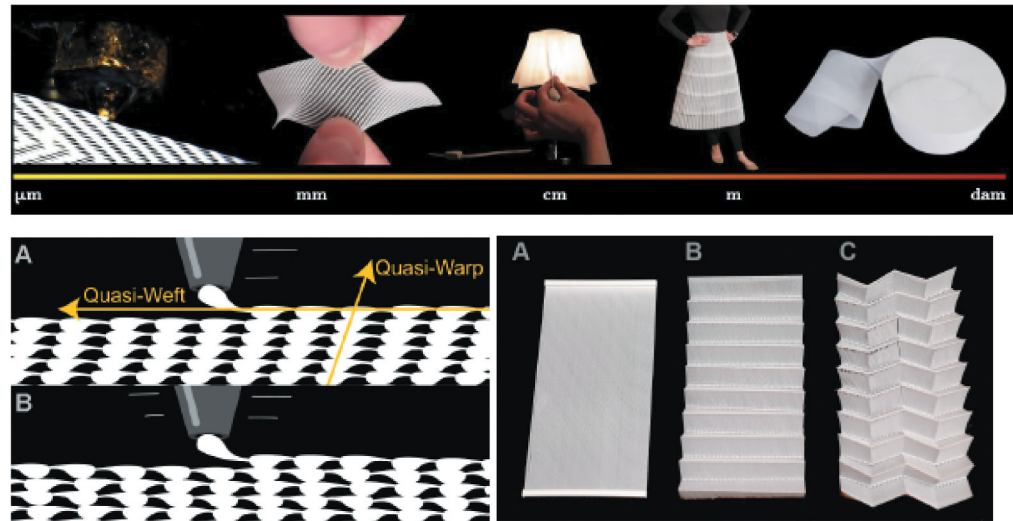 μm mm cm m dam
A
Quasi-Weft
Quasi-Warp
B
A B C